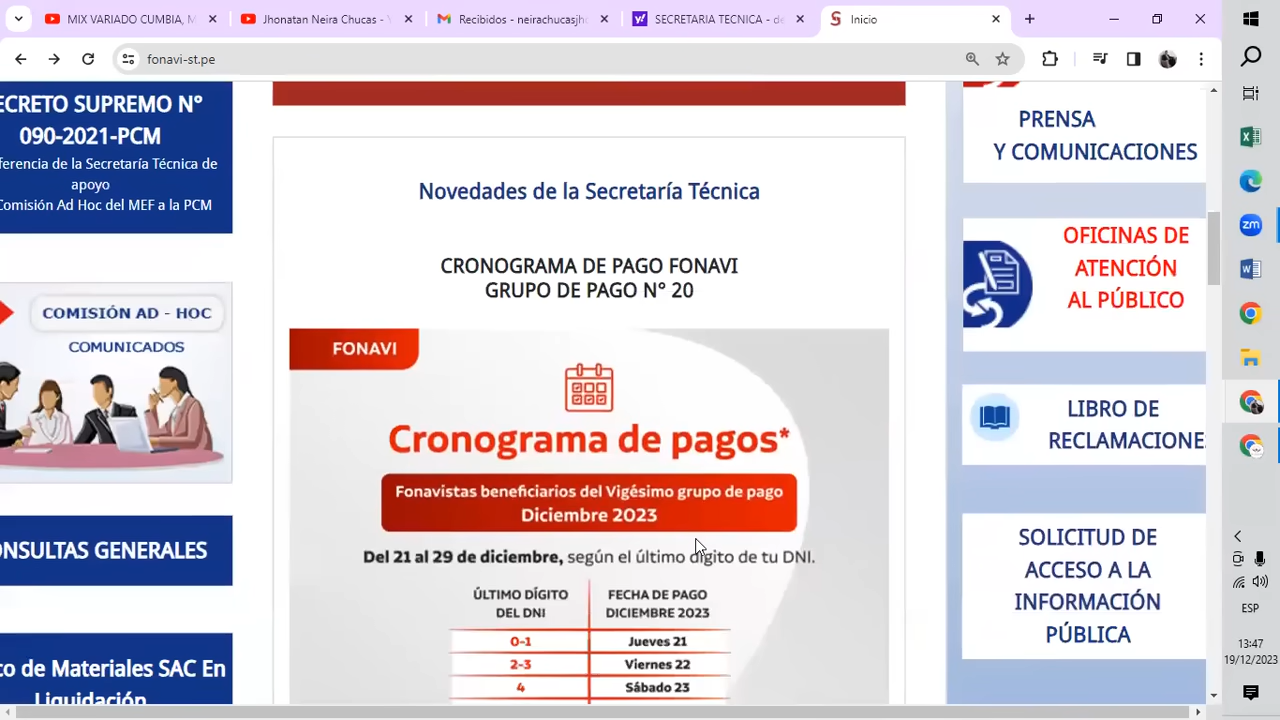 MIX VARIADO CUMBIA, M
Jhonatan Neira Chucas - \
Recibidos - neirachucasjh
SECRETARIA TECNICA - de
Inicio
fonavi-st.pe
ECRETO SUPREMO N°
090-2021-PCM
ferencia de la Secretaría Técnica de
apoyo
Comisión Ad Hoc del MEF a la PCM
COMISIÓN AD - HOC
COMUNICADOS
ONSULTAS GENERALES
co de Materiales SAC En
Liquidación
Novedades de la Secretaría Técnica
CRONOGRAMA DE PAGO FONAVI
GRUPO DE PAGO N° 20
FONAVI
Cronograma de pagos*
Fonavistas beneficiarios del Vigésimo grupo de pago
Diciembre 2023
Del 21 al 29 de diciembre, según el último dígito de tu DNI.
ÚLTIMO DÍGITO
DEL DNI
FECHA DE PAGO
DICIEMBRE 2023
0-1 Jueves 21
2-3 Viernes 22
4 Sábado 23
PRENSA
Y COMUNICACIONES
OFICINAS DE
ATENCIÓN
AL PÚBLICO
LIBRO DE
RECLAMACIONE
SOLICITUD DE
ACCESO A LA
INFORMACIÓN
PÚBLICA
zm
ESP
13:47
19/12/2023